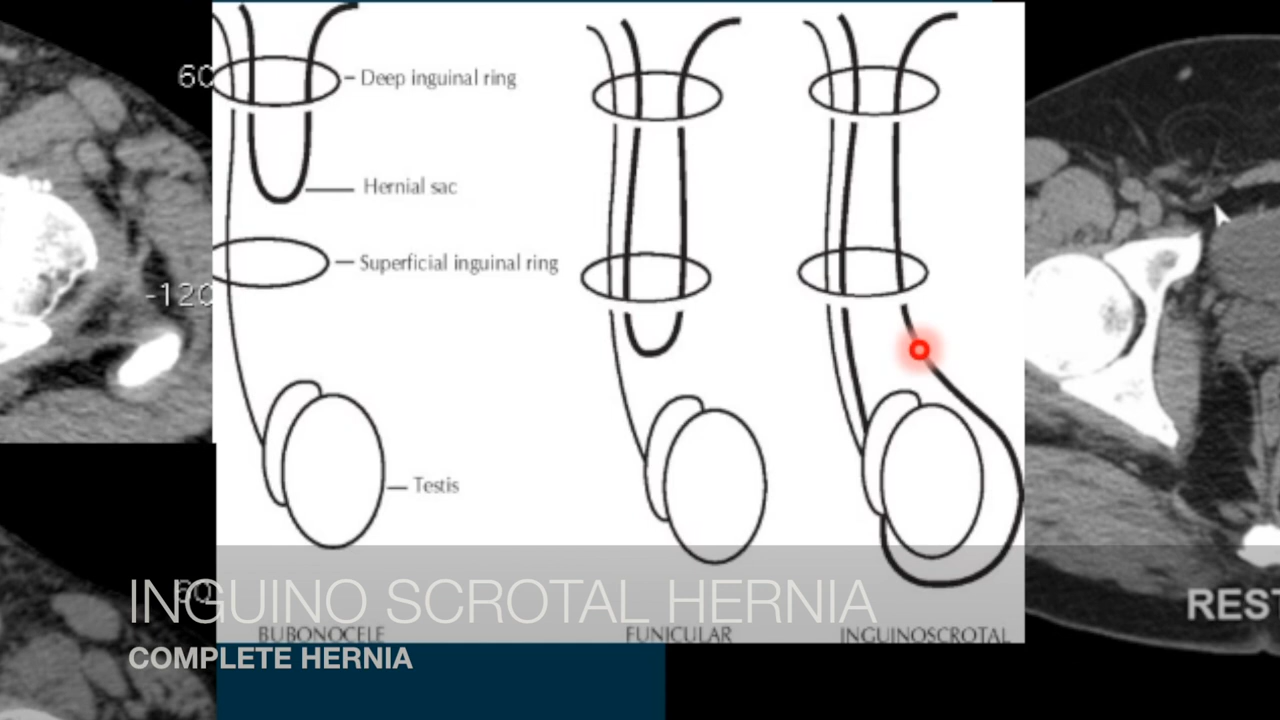 60
Deep inguinal ring
Hernial sac
Superficial inguinal ring
-120
Testis
INGUINO SCROTAL HERNIA
REST
BUBONOCELE
FUNICULAR
INGUINOSCROTAL
COMPLETE HERNIA